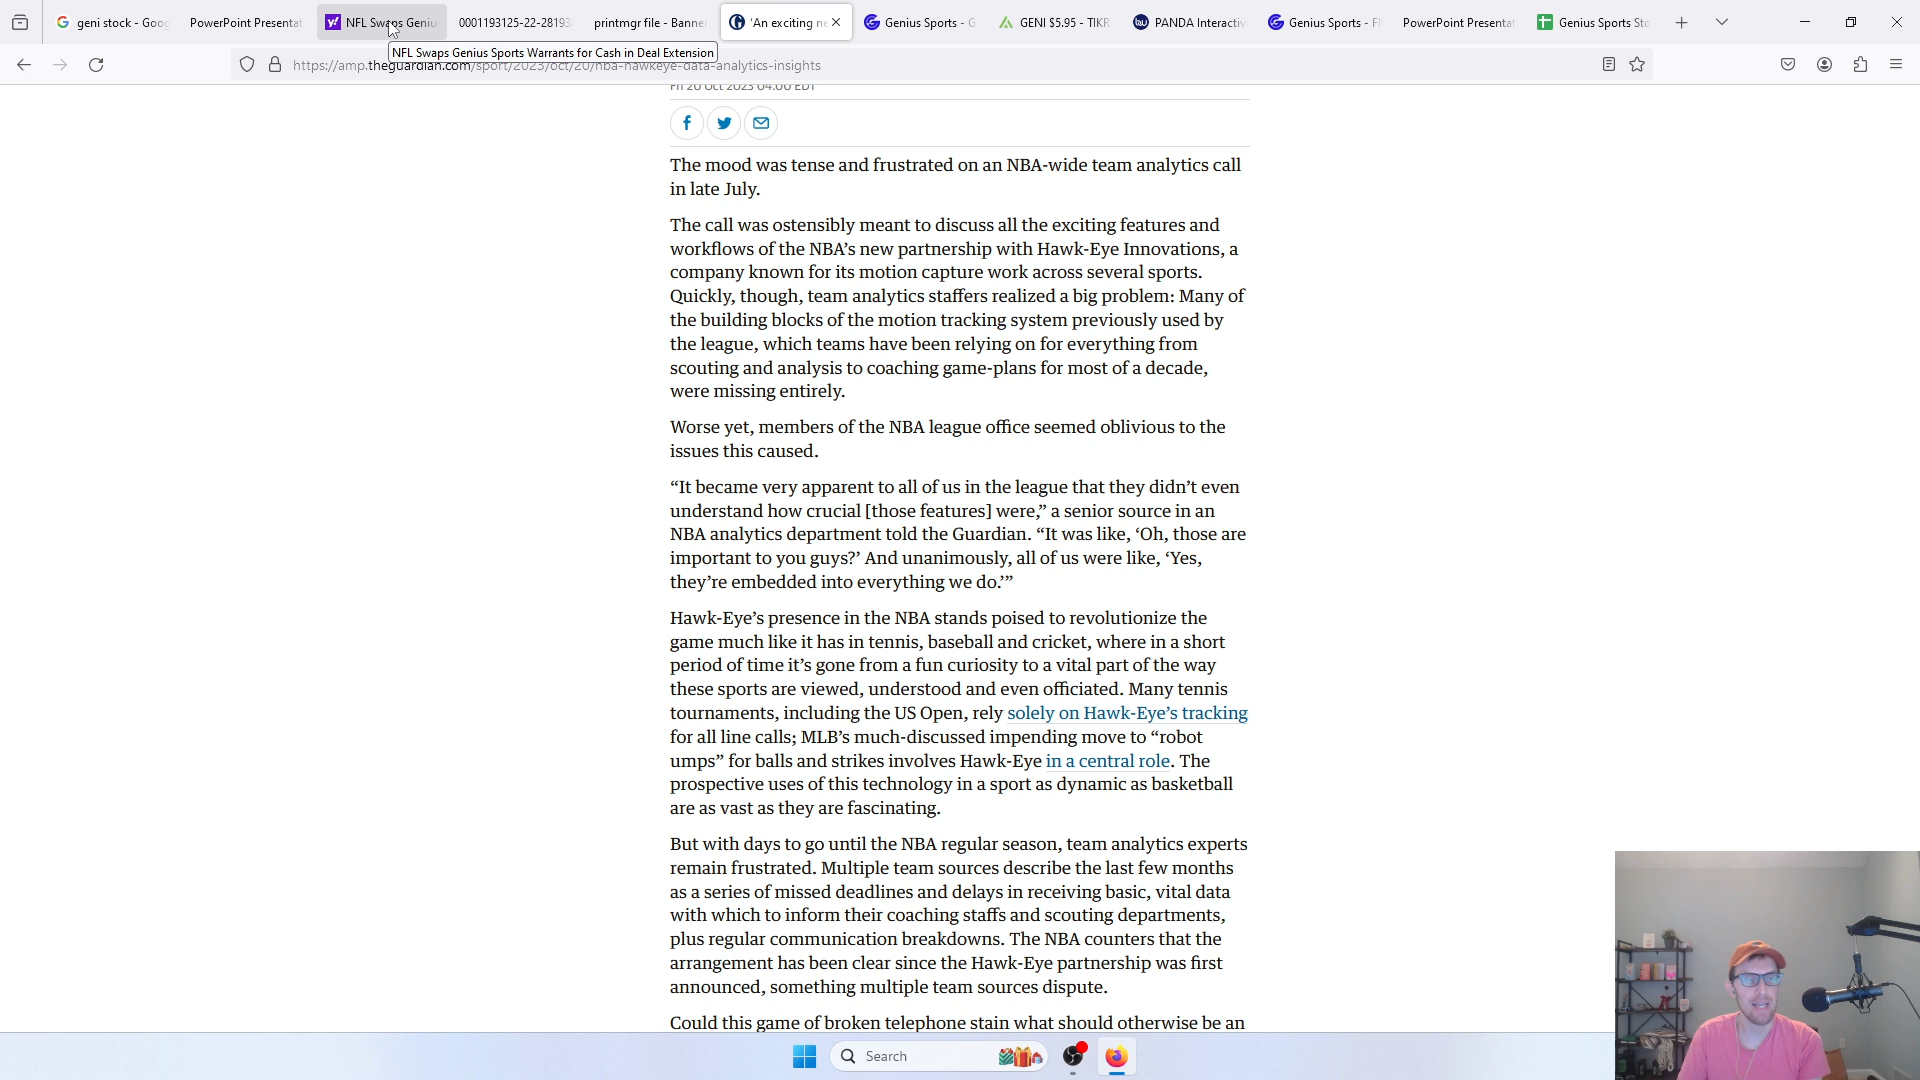 geni stock - Goog
PowerPoint Presentat
NFL Swaps Geniu
0001193125-22-28193
printmgr file - Banner
'An exciting ne
Genius Sports - G
GENI $5.95 - TIKR
PANDA Interactiv
Genius Sports - Fi
PowerPoint Presentat
Genius Sports Sto
NFL Swaps Genius Sports Warrants for Cash in Deal Extension
https://amp.theguardian.com/sport/2023/oct/20/nba-hawkeye-data-analytics-insights
Fri 20 Oct 2023 04.00 EDT
The mood was tense and frustrated on an NBA-wide team analytics call
in late July.
The call was ostensibly meant to discuss all the exciting features and
workflows of the NBA’s new partnership with Hawk-Eye Innovations, a
company known for its motion capture work across several sports.
Quickly, though, team analytics staffers realized a big problem: Many of
the building blocks of the motion tracking system previously used by
the league, which teams have been relying on for everything from
scouting and analysis to coaching game-plans for most of a decade,
were missing entirely.
Worse yet, members of the NBA league office seemed oblivious to the
issues this caused.
“It became very apparent to all of us in the league that they didn’t even
understand how crucial [those features] were,” a senior source in an
NBA analytics department told the Guardian. “It was like, ‘Oh, those are
important to you guys?’ And unanimously, all of us were like, ‘Yes,
they’re embedded into everything we do.’”
Hawk-Eye’s presence in the NBA stands poised to revolutionize the
game much like it has in tennis, baseball and cricket, where in a short
period of time it’s gone from a fun curiosity to a vital part of the way
these sports are viewed, understood and even officiated. Many tennis
tournaments, including the US Open, rely solely on Hawk-Eye’s tracking
for all line calls; MLB’s much-discussed impending move to “robot
umps” for balls and strikes involves Hawk-Eye in a central role. The
prospective uses of this technology in a sport as dynamic as basketball
are as vast as they are fascinating.
But with days to go until the NBA regular season, team analytics experts
remain frustrated. Multiple team sources describe the last few months
as a series of missed deadlines and delays in receiving basic, vital data
with which to inform their coaching staffs and scouting departments,
plus regular communication breakdowns. The NBA counters that the
arrangement has been clear since the Hawk-Eye partnership was first
announced, something multiple team sources dispute.
Could this game of broken telephone stain what should otherwise be an
Search